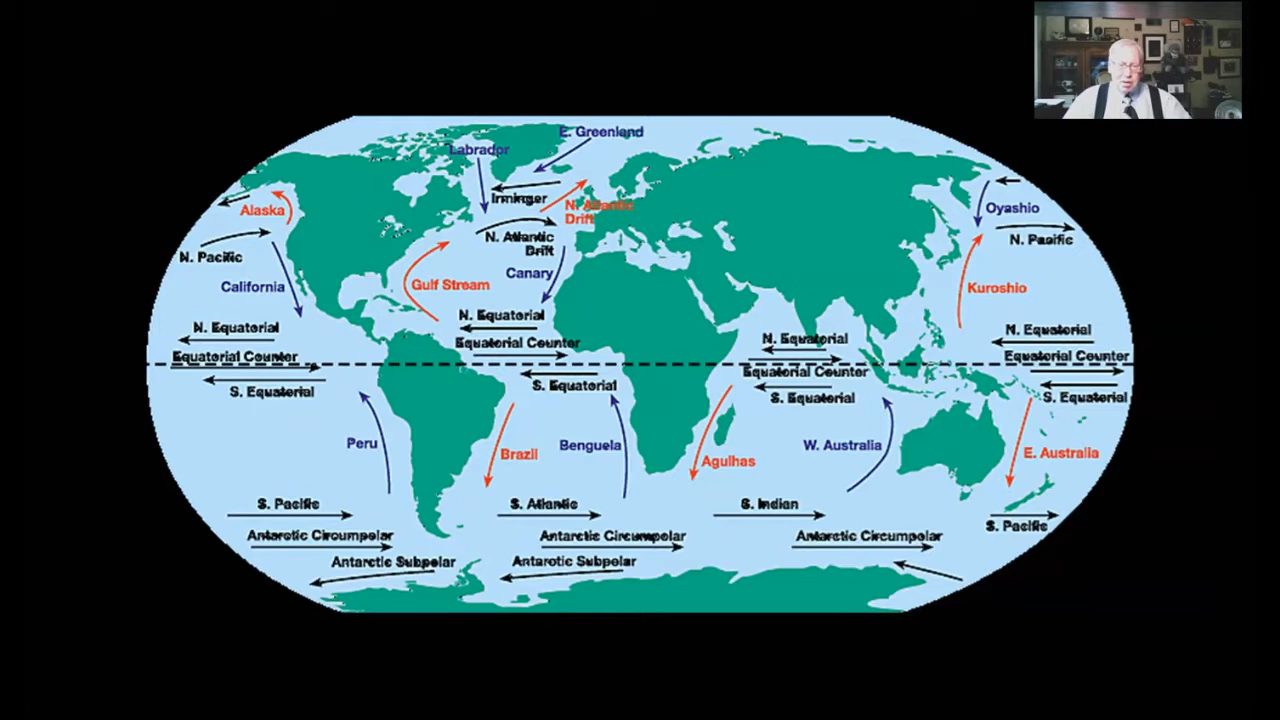 E. Greenland
Labrador
Irminger
N. Atlantic
Drift
Alaska
Oyashio
N. Atlantic
Drift
N. Pacific
N. Pacific
Canary
California
Gulf Stream
Kuroshio
N. Equatorial
N. Equatorial
N. Equatorial
N. Equatorial
Equatorial Counter
Equatorial Counter
Equatorial Counter
Equatorial Counter
S. Equatorial
S. Equatorial
S. Equatorial
S. Equatorial
Peru
Brazil
Benguela
Agulhas
W. Australia
E. Australia
S. Pacific
S. Atlantic
S. Indian
S. Pacific
Antarctic Circumpolar
Antarctic Circumpolar
Antarctic Circumpolar
Antarctic Subpolar
Antarctic Subpolar